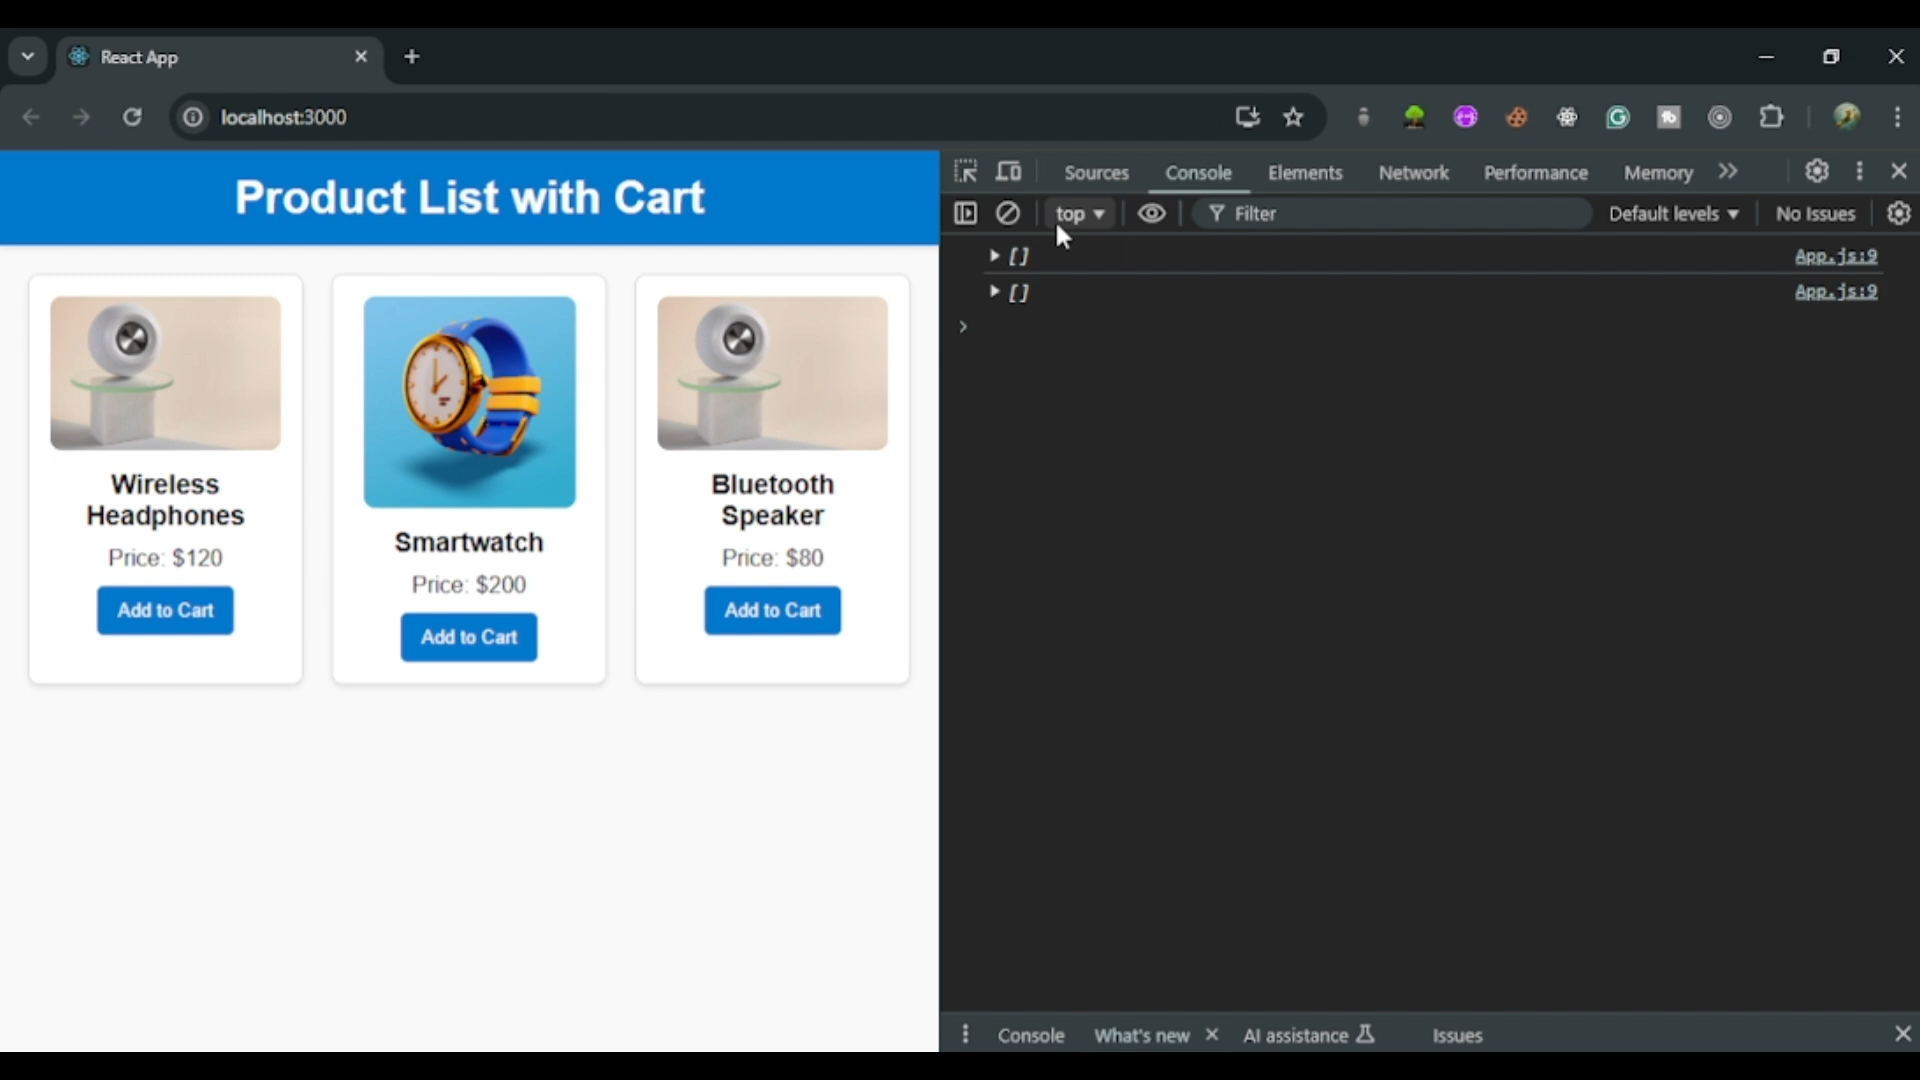 React App
localhost:3000
Product List with Cart
Wireless
Headphones
Price: $120
Add to Cart
Smartwatch
Price: $200
Add to Cart
Bluetooth
Speaker
Price: $80
Add to Cart
Sources Console Elements Network Performance Memory
top Filter Default levels No Issues
[] App.js:9
[] App.js:9
Console What's new AI assistance Issues